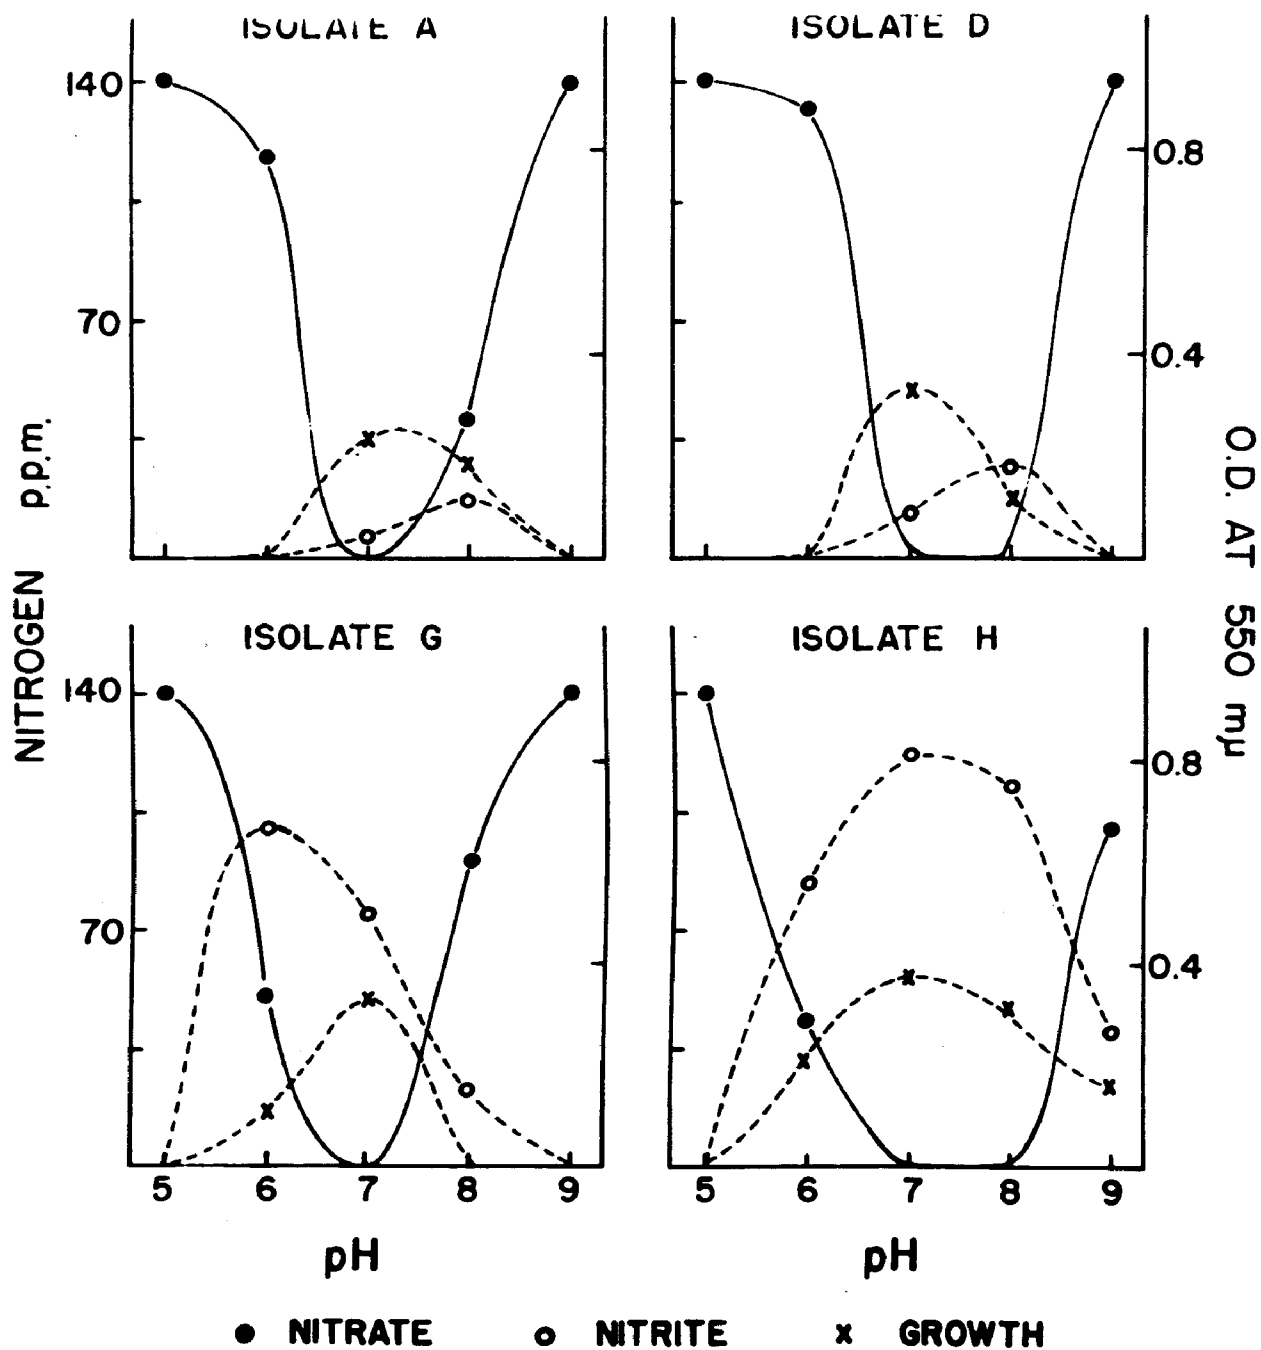 ISOLATE A
ISOLATE D
140
70
0.8
0.4
NITROGEN p.p.m.
O.D. AT 550 mµ
ISOLATE G
ISOLATE H
140
70
0.8
0.4
5 6 7 8 9
5 6 7 8 9
pH
pH
NITRATE NITRITE x GROWTH